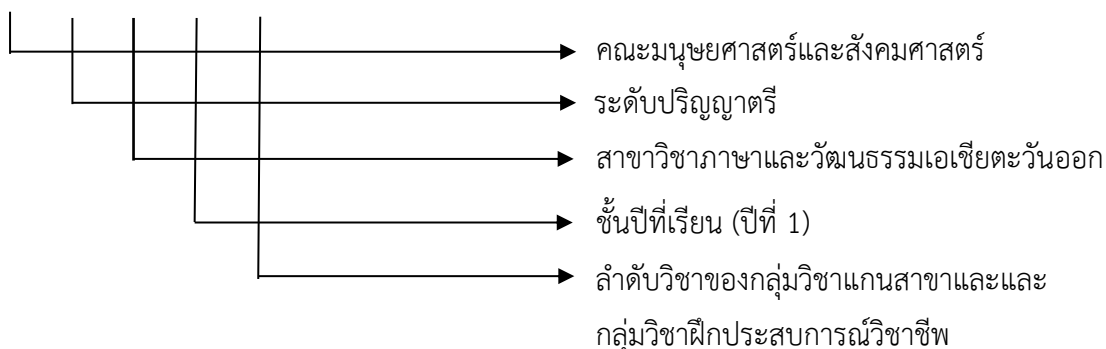 คณะมนุษยศาสตร์และสังคมศาสตร์
ระดับปริญญาตรี
สาขาวิชาภาษาและวัฒนธรรมเอเชียตะวันออก
ชั้นปีที่เรียน (ปีที่ 1)
ลำดับวิชาของกลุ่มวิชาแกนสาขาและและ
กลุ่มวิชาฝึกประสบการณ์วิชาชีพ